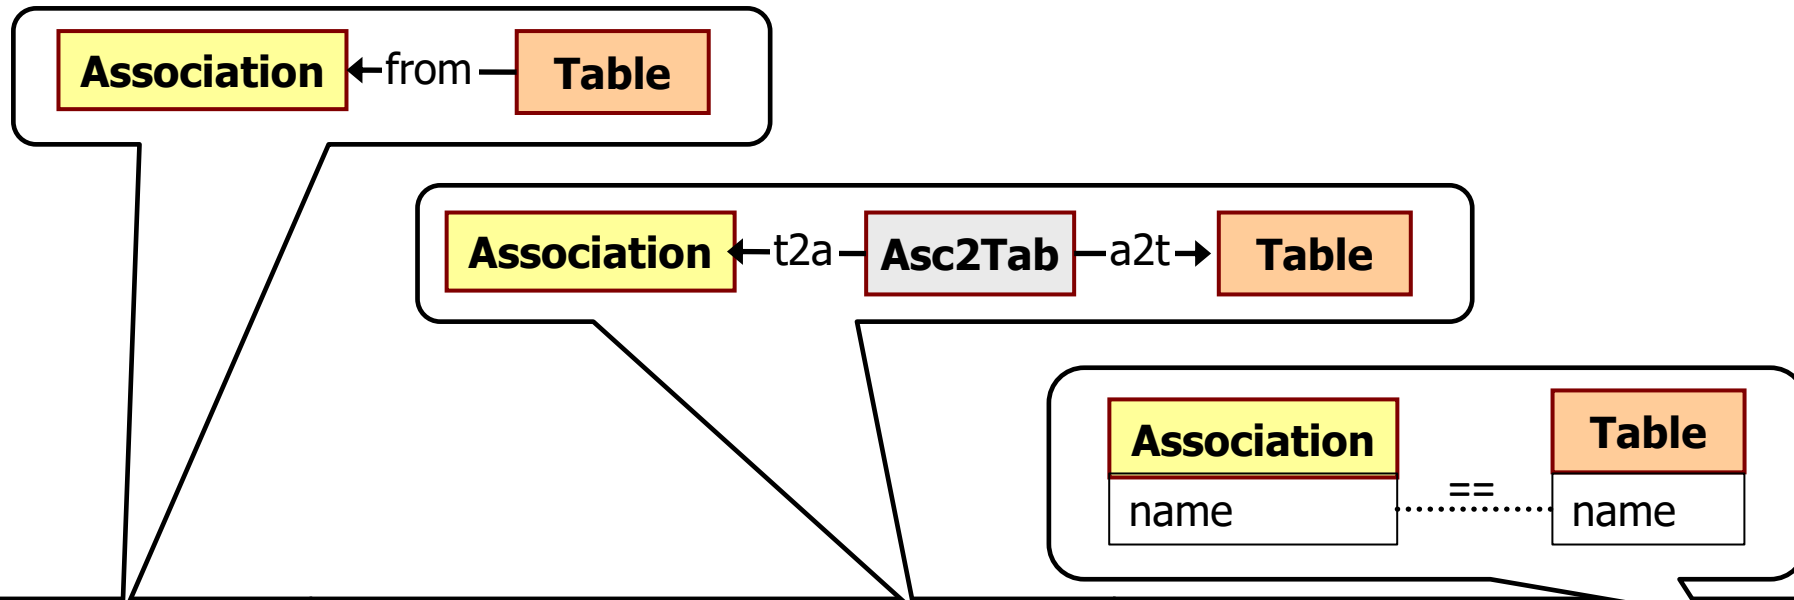 Association from Table
Association t2a Asc2Tab a2t Table
Association Table
name == name